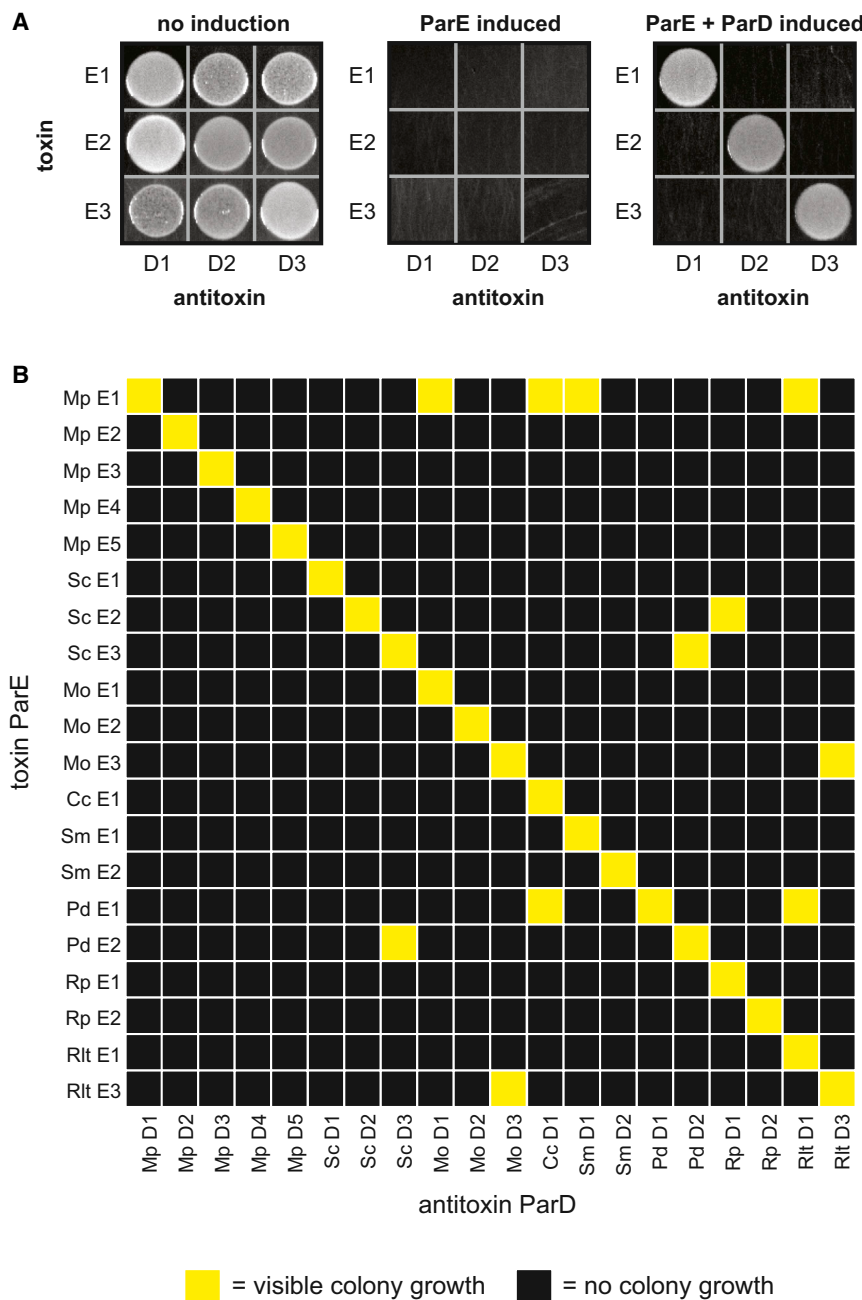 A
no induction
ParE induced
ParE + ParD induced
toxin
E1
E2
E3
D1 D2 D3
antitoxin
E1
E2
E3
D1 D2 D3
antitoxin
E1
E2
E3
D1 D2 D3
antitoxin
B
toxin ParE
Mp E1
Mp E2
Mp E3
Mp E4
Mp E5
Sc E1
Sc E2
Sc E3
Mo E1
Mo E2
Mo E3
Cc E1
Sm E1
Sm E2
Pd E1
Pd E2
Rp E1
Rp E2
Rlt E1
Rlt E3
Mp D1
Mp D2
Mp D3
Mp D4
Mp D5
Sc D1
Sc D2
Sc D3
Mo D1
Mo D2
Mo D3
Cc D1
Sm D1
Sm D2
Pd D1
Pd D2
Rp D1
Rp D2
Rlt D1
Rlt D3
antitoxin ParD
= visible colony growth
= no colony growth